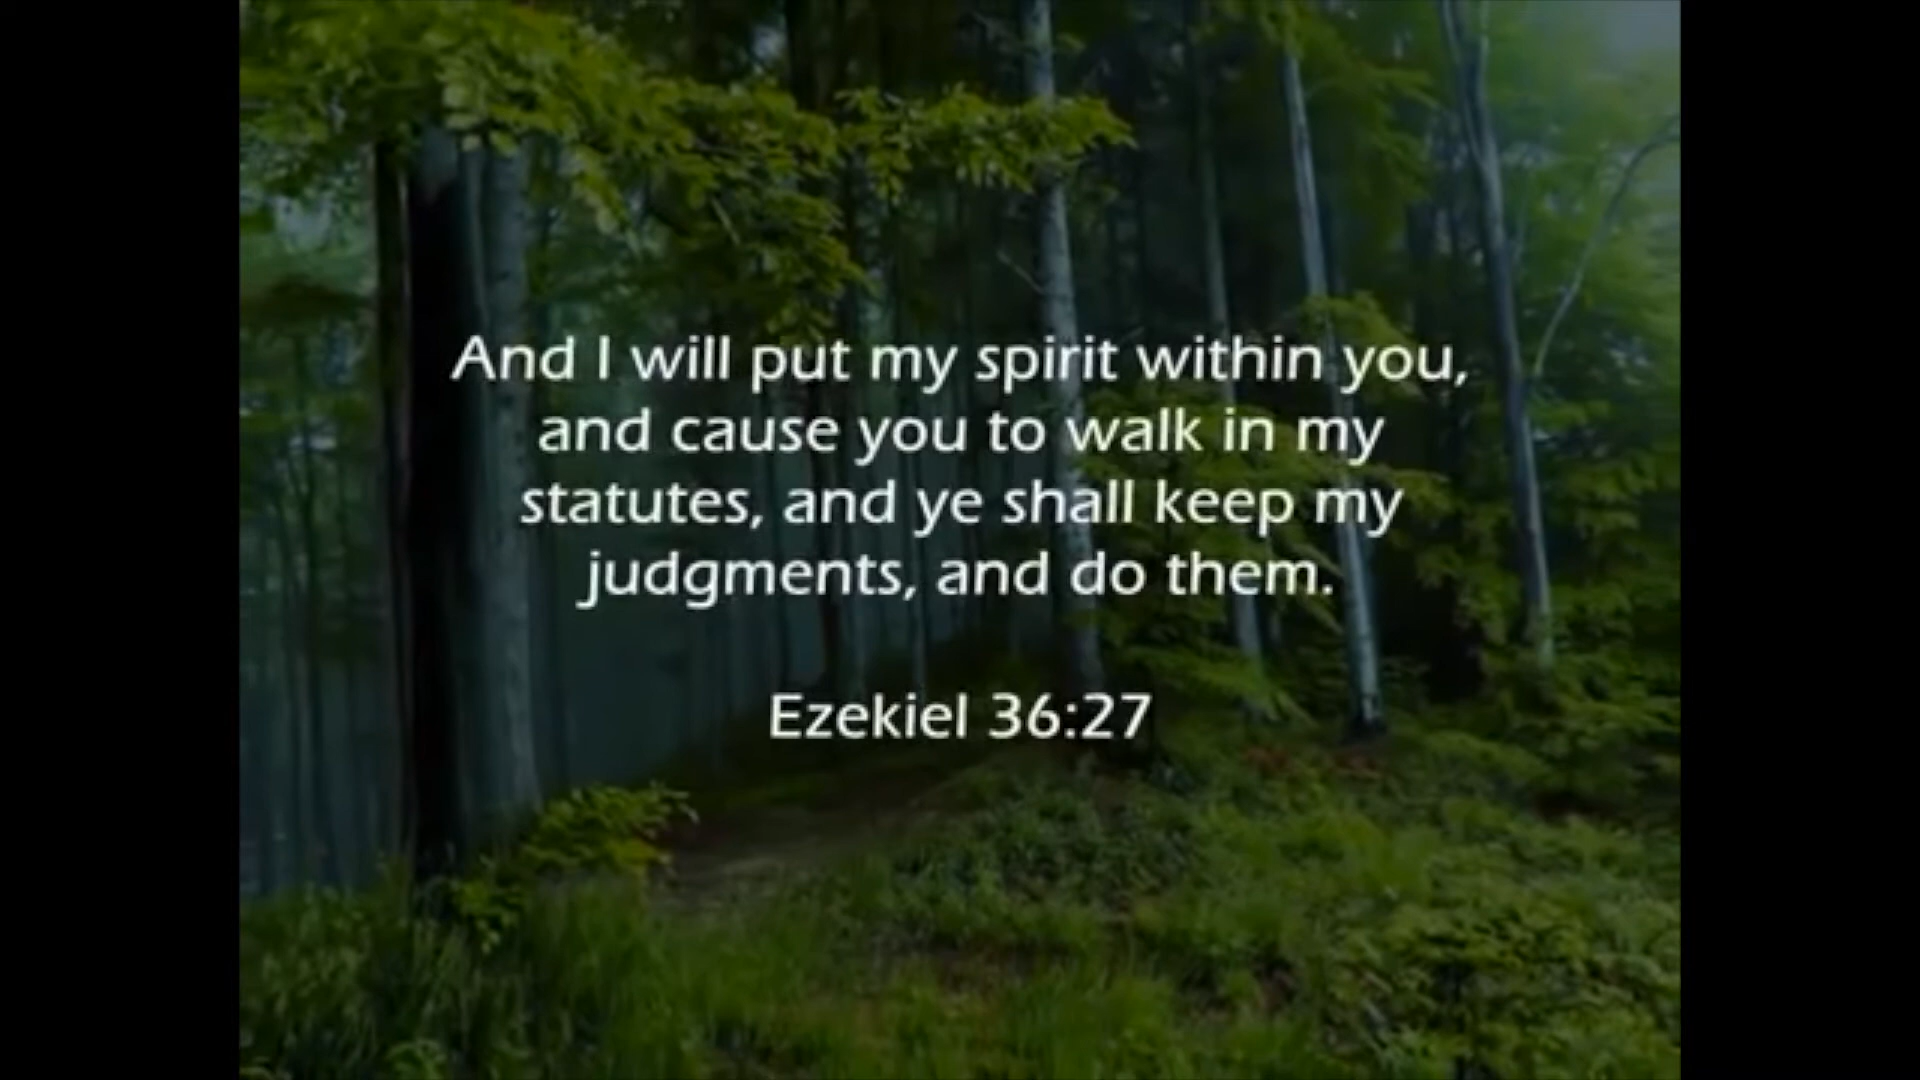 And I will put my spirit within you,
and cause you to walk in my
statutes, and ye shall keep my
judgments, and do them.
Ezekiel 36:27